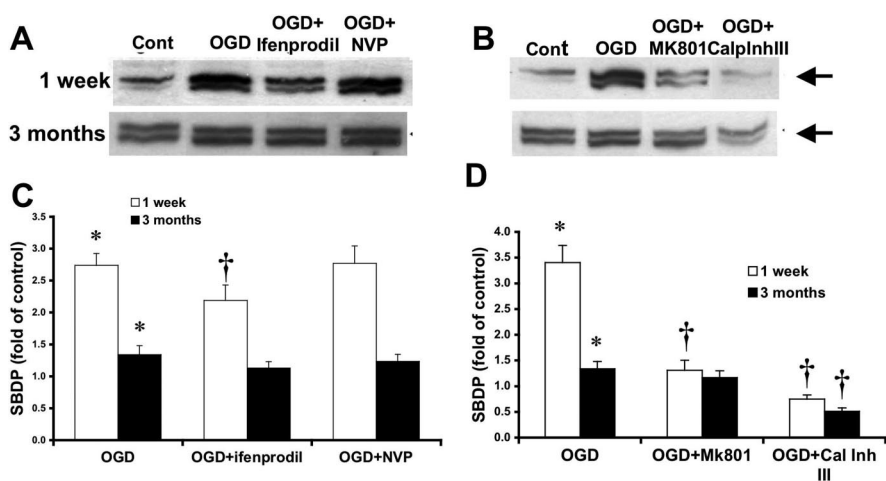 A
Cont
OGD
OGD+
Ifenprodil
OGD+
NVP
1 week
3 months
B
Cont
OGD
OGD+
MK801
OGD+
CalpInhIII
C
1 week
3 months
SBDP (fold of control)
3.5
3.0
2.5
2.0
1.5
1.0
0.5
0.0
*
*
†
OGD
OGD+ifenprodil
OGD+NVP
D
1 week
3 months
SBDP (fold of control)
4.0
3.5
3.0
2.5
2.0
1.5
1.0
0.5
0.0
*
*
†
†
†
OGD
OGD+Mk801
OGD+Cal Inh
III